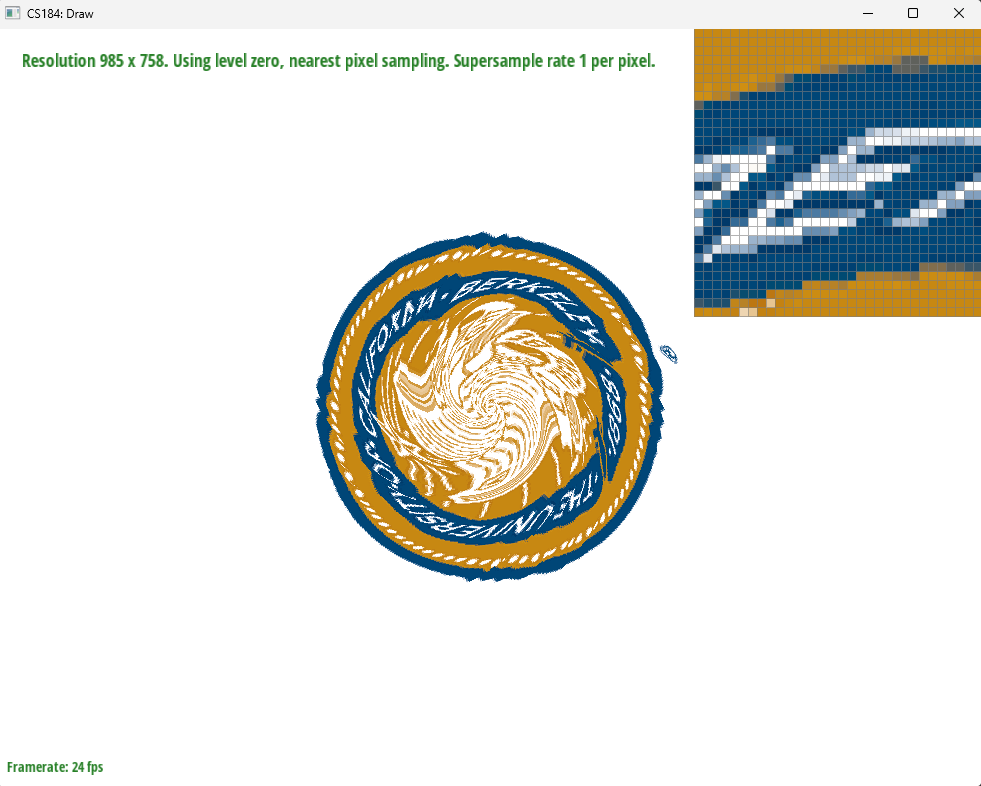 CS184: Draw
Resolution 985 x 758. Using level zero, nearest pixel sampling. Supersample rate 1 per pixel.
CALIFORNIA · BERKELEY
· 1868 ·
THE · UNIVERSITY · OF
Framerate: 24 fps